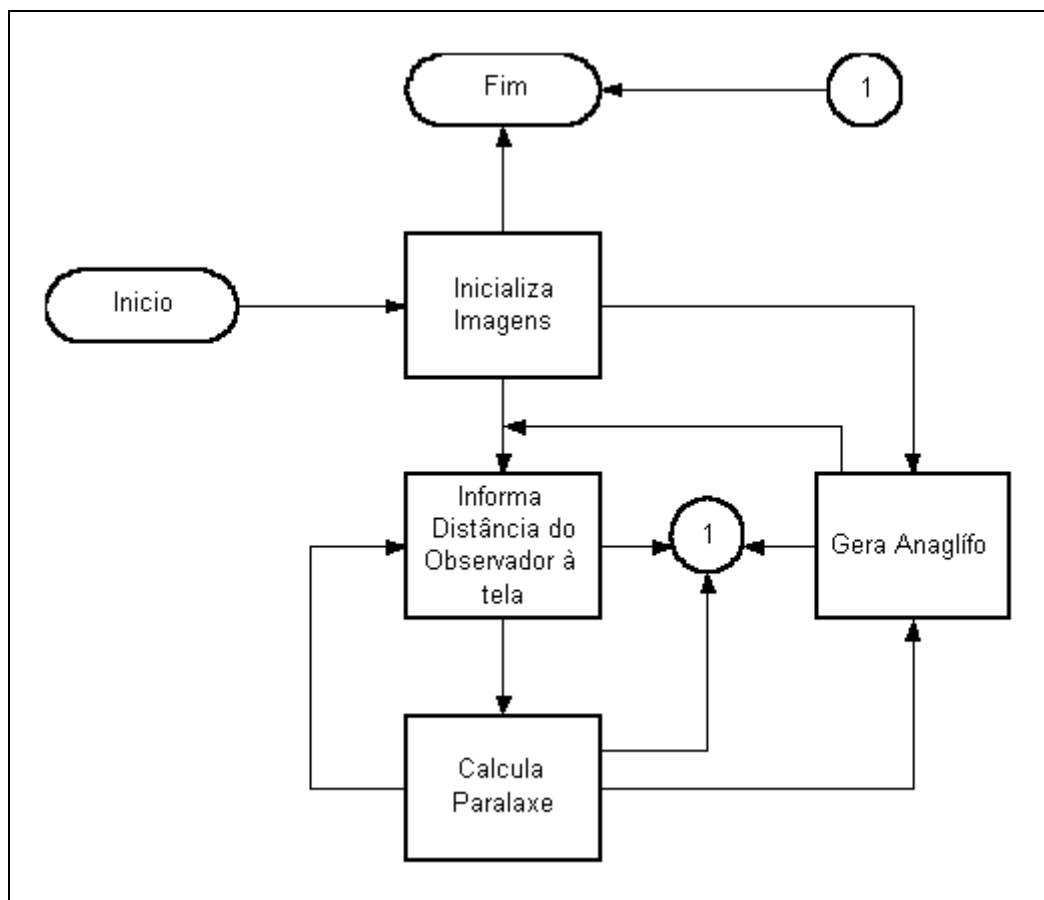 Fim
1
Inicio
Inicializa
Imagens
Informa
Distância do
Observador à
tela
1
Gera Anaglífo
Calcula
Paralaxe